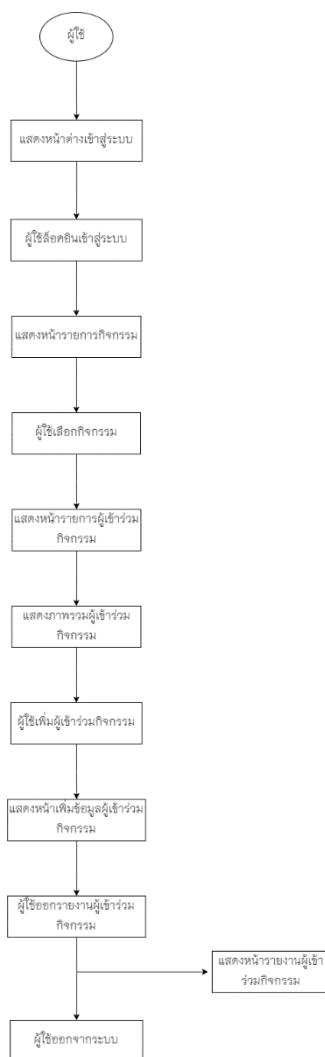 ผู้ใช้
แสดงหน้าต่างเข้าสู่ระบบ
ผู้ใช้ล็อคอินเข้าสู่ระบบ
แสดงหน้ารายการกิจกรรม
ผู้ใช้เลือกกิจกรรม
แสดงหน้ารายการผู้เข้าร่วม
กิจกรรม
แสดงภาพรวมผู้เข้าร่วม
กิจกรรม
ผู้ใช้เพิ่มผู้เข้าร่วมกิจกรรม
แสดงหน้าเพิ่มข้อมูลผู้เข้าร่วม
กิจกรรม
ผู้ใช้ออกรายงานผู้เข้าร่วม
กิจกรรม
แสดงหน้ารายงานผู้เข้า
ร่วมกิจกรรม
ผู้ใช้ออกจากระบบ